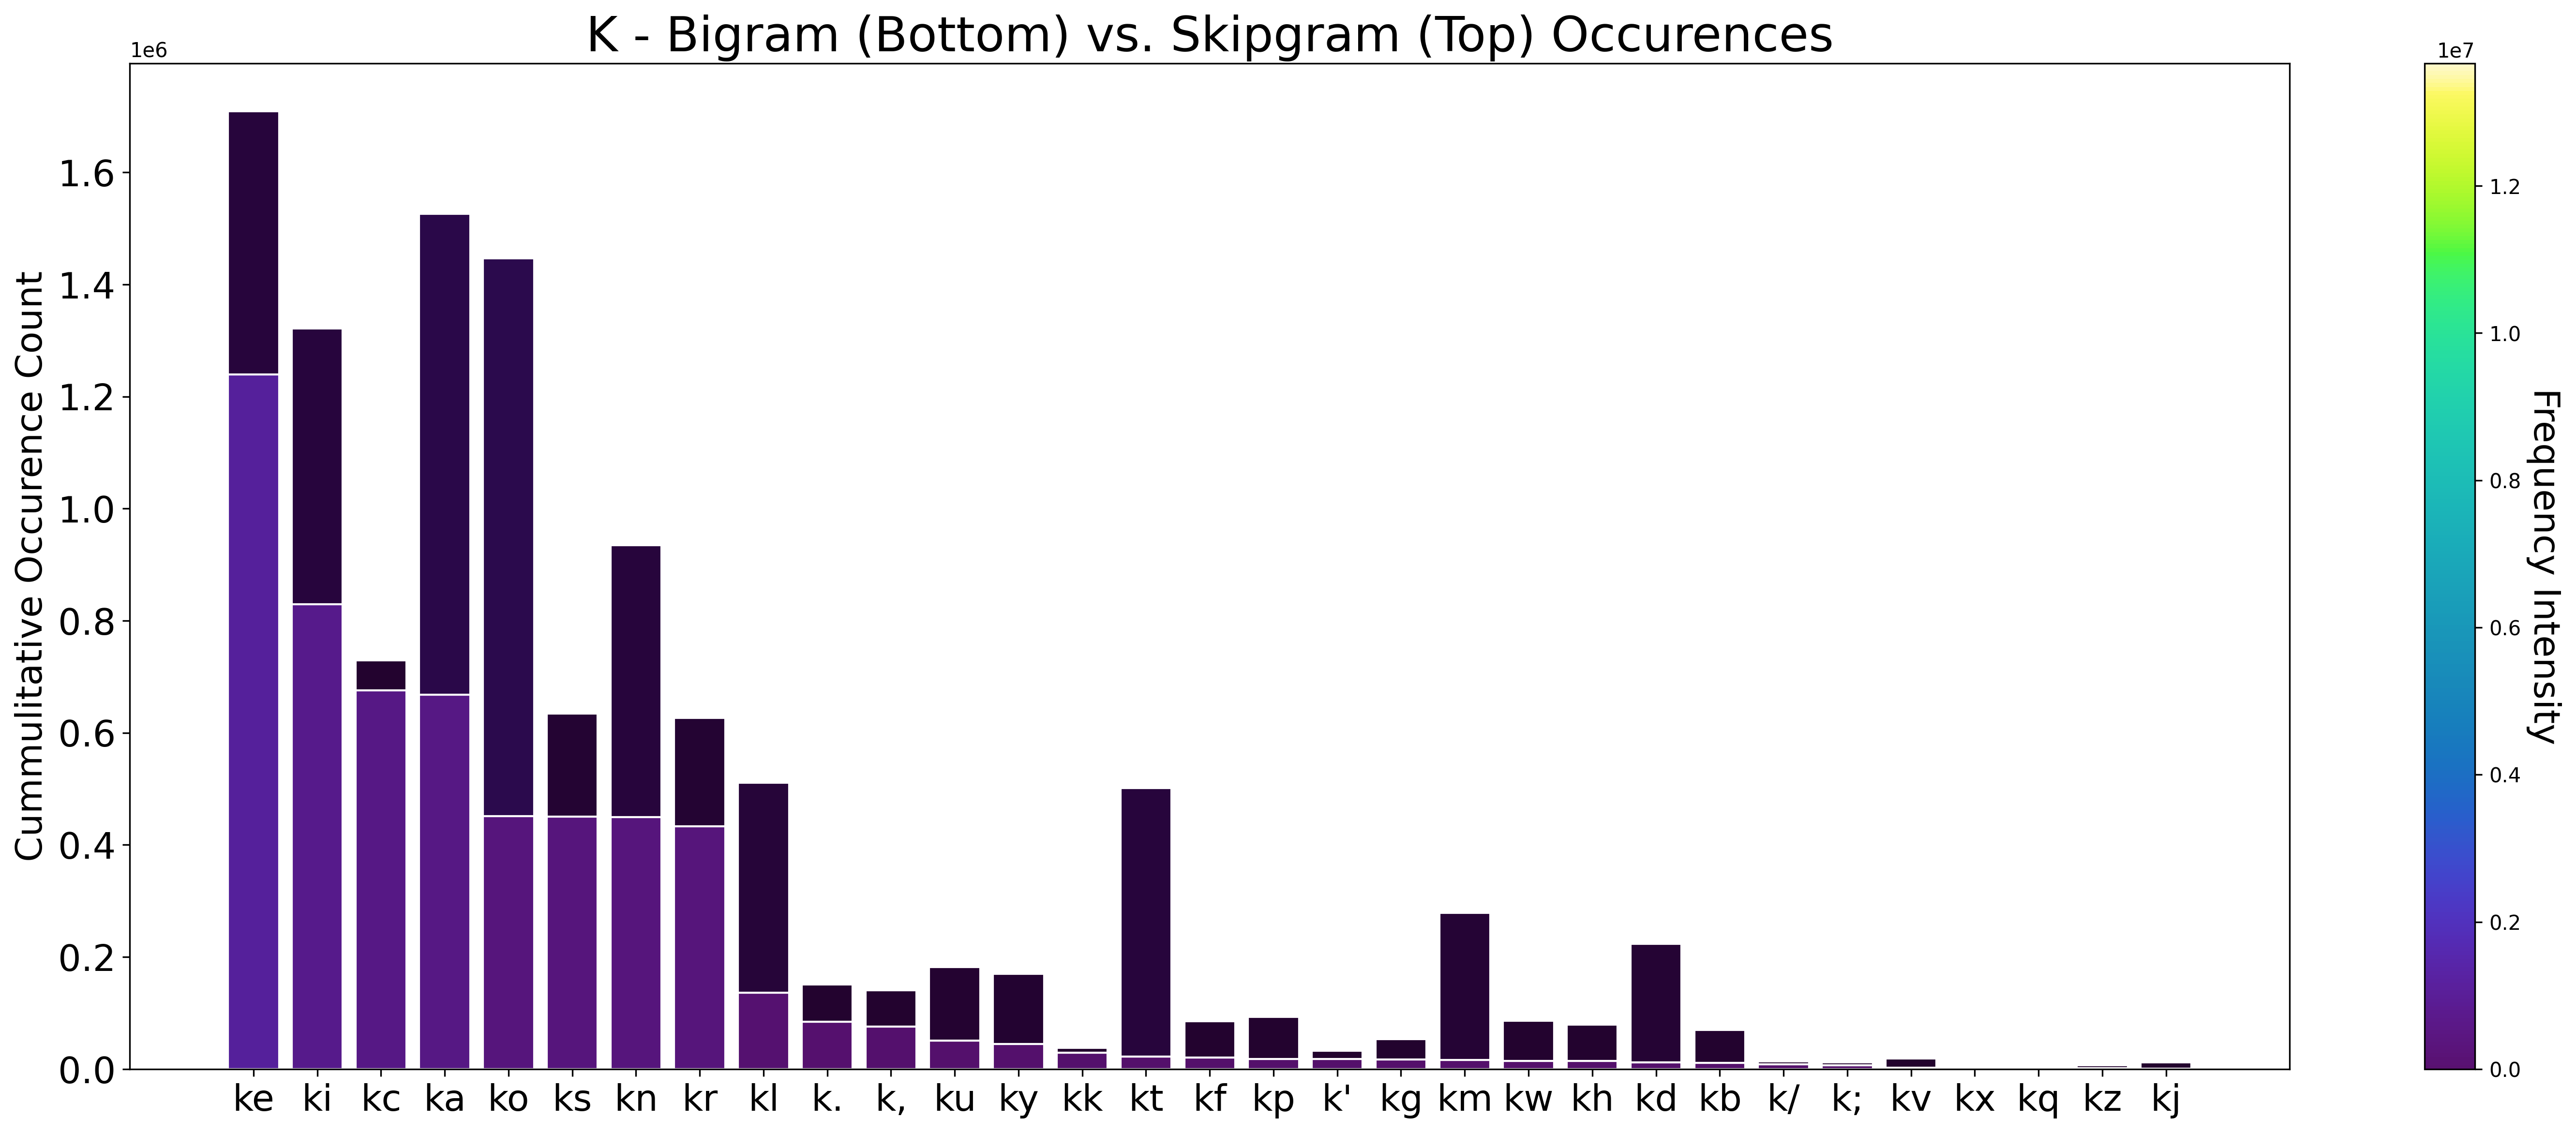 K - Bigram (Bottom) vs. Skipgram (Top) Occurences
1e6
1e7
Cummulitative Occurence Count
1.6
1.4
1.2
1.0
0.8
0.6
0.4
0.2
0.0
ke ki kc ka ko ks kn kr kl k. k, ku ky kk kt kf kp k' kg km kw kh kd kb k/ k; kv kx kq kz kj
1.2
1.0
0.8
0.6
0.4
0.2
0.0
Frequency Intensity